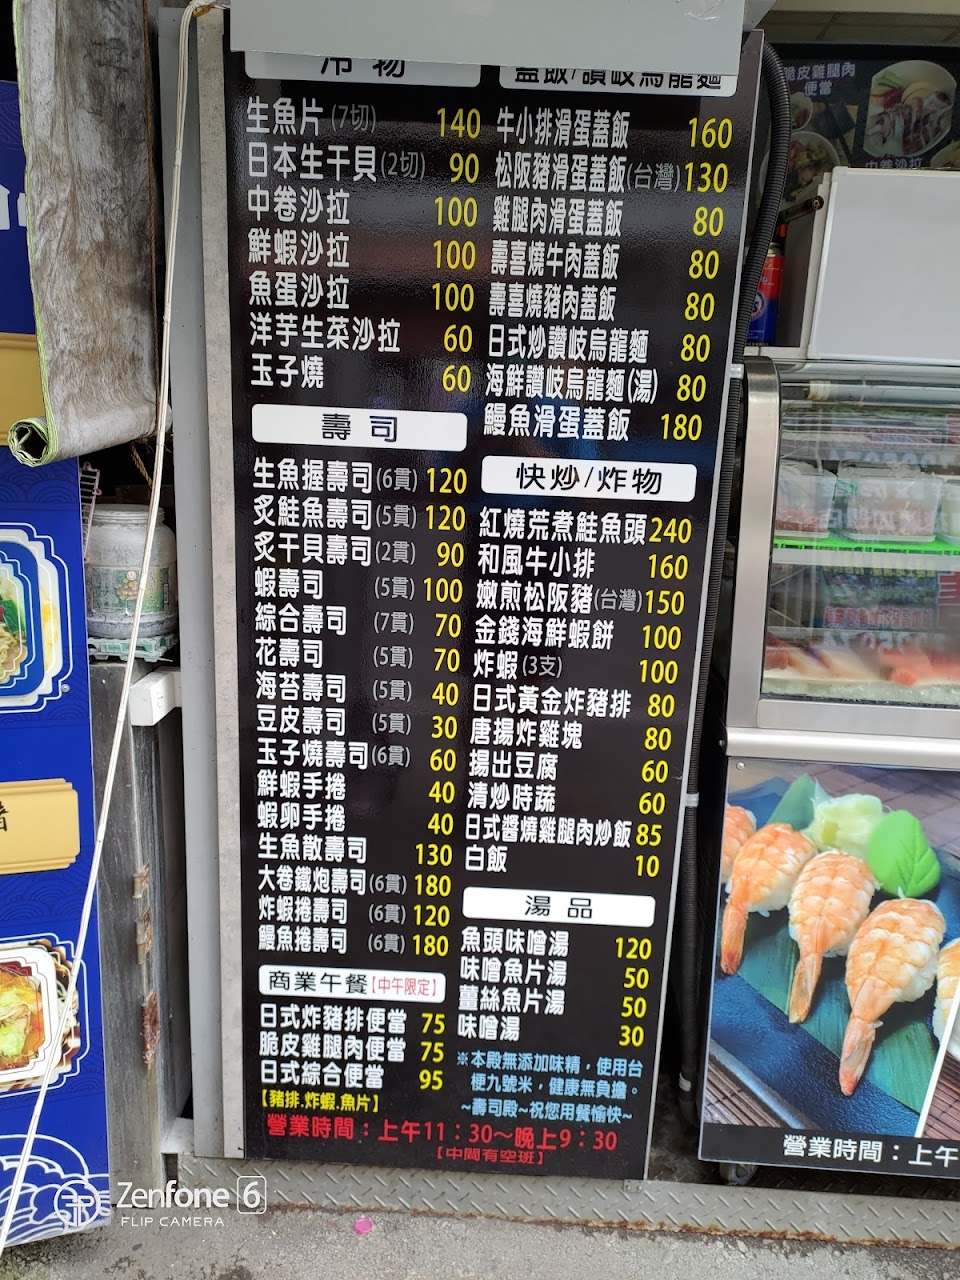 冷物
生魚片(7切) 140
日本生干貝(2切) 90
中卷沙拉 100
鮮蝦沙拉 100
魚蛋沙拉 100
洋芋生菜沙拉 60
玉子燒 60
壽司
生魚握壽司(6貫) 120
炙鮭魚壽司(5貫) 120
炙干貝壽司(2貫) 90
蝦壽司 (5貫) 100
綜合壽司 (7貫) 70
花壽司 (5貫) 70
海苔壽司 (5貫) 40
豆皮壽司 (5貫) 30
玉子燒壽司(6貫) 60
鮮蝦手捲 40
蝦卵手捲 40
生魚散壽司 130
大卷鐵炮壽司(6貫) 180
炸蝦捲壽司 (6貫) 120
鰻魚捲壽司 (6貫) 180
商業午餐【中午限定】
日式炸豬排便當 75
脆皮雞腿肉便當 75
日式綜合便當 95
【豬排.炸蝦.魚片】
蓋飯/讚岐烏龍麵
牛小排滑蛋蓋飯 160
松阪豬滑蛋蓋飯(台灣) 130
雞腿肉滑蛋蓋飯 80
壽喜燒牛肉蓋飯 80
壽喜燒豬肉蓋飯 80
日式炒讚岐烏龍麵 80
海鮮讚岐烏龍麵(湯) 80
鰻魚滑蛋蓋飯 180
快炒/炸物
紅燒荒煮鮭魚頭 240
和風牛小排 160
嫩煎松阪豬(台灣) 150
金錢海鮮蝦餅 100
炸蝦(3支) 100
日式黃金炸豬排 80
唐揚炸雞塊 80
揚出豆腐 60
清炒時蔬 60
日式醬燒雞腿肉炒飯 85
白飯 10
湯品
魚頭味噌湯 120
味噌魚片湯 50
薑絲魚片湯 50
味噌湯 30
※本殿無添加味精，使用台
梗九號米，健康無負擔。
~壽司殿~祝您用餐愉快~
營業時間：上午11：30～晚上9：30
【中間有空班】
脆皮雞腿肉
便當
中卷沙拉
營業時間：上午
Zenfone 6
FLIP CAMERA